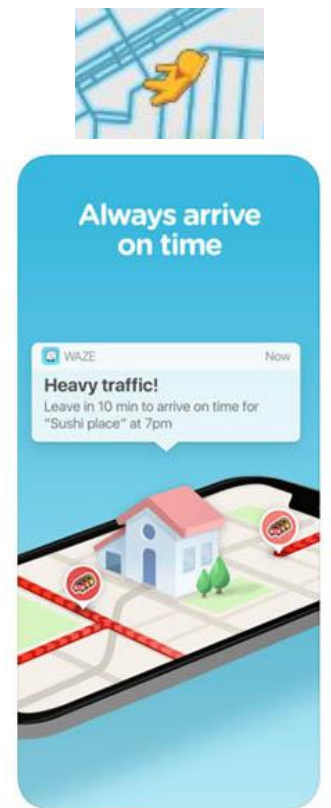 Always arrive
on time
WAZE Now
Heavy traffic!
Leave in 10 min to arrive on time for
“Sushi place” at 7pm